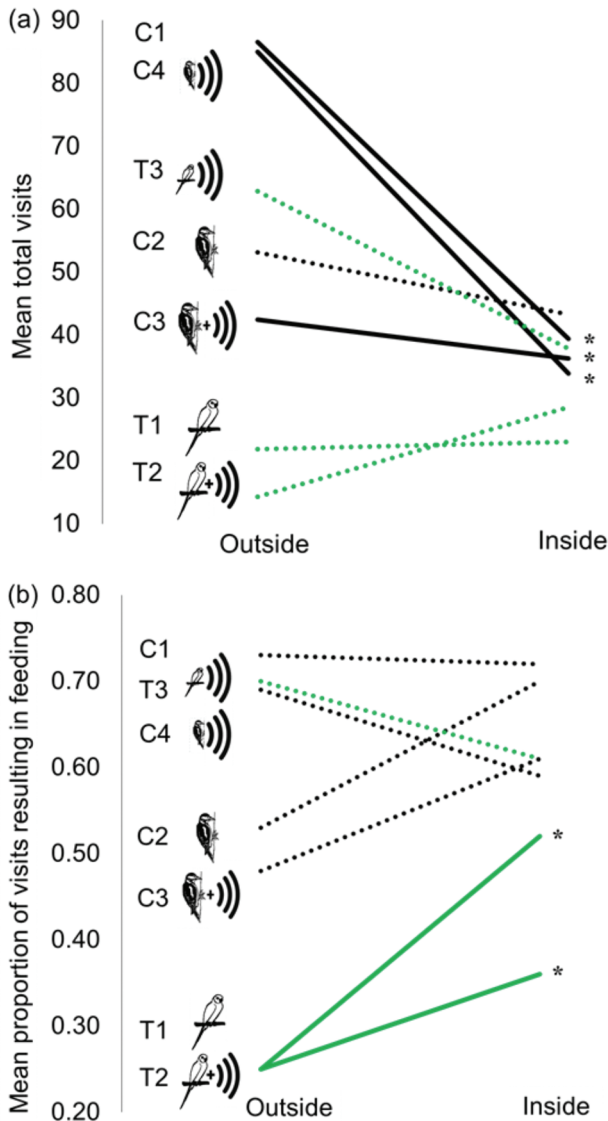 (a)
Mean total visits
90
80
70
60
50
40
30
20
10
C1
C4
T3
C2
C3 +
T1
T2 +
*
*
*
Outside Inside
(b)
Mean proportion of visits resulting in feeding
0.80
0.70
0.60
0.50
0.40
0.30
0.20
C1
T3
C4
C2
C3 +
T1
T2 +
*
*
Outside Inside